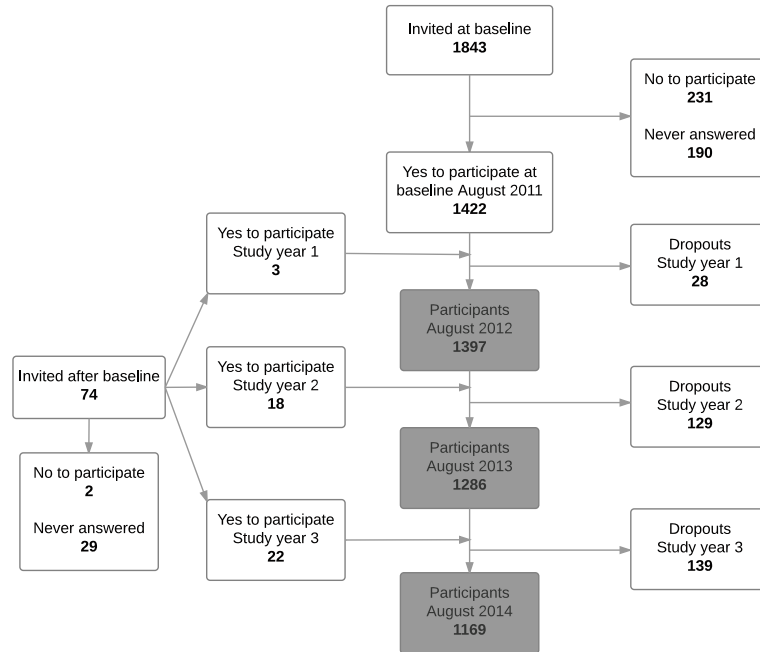 Invited at baseline
1843
No to participate
231
Never answered
190
Yes to participate at
baseline August 2011
1422
Yes to participate
Study year 1
3
Dropouts
Study year 1
28
Participants
August 2012
1397
Invited after baseline
74
Yes to participate
Study year 2
18
Dropouts
Study year 2
129
Participants
August 2013
1286
No to participate
2
Never answered
29
Yes to participate
Study year 3
22
Dropouts
Study year 3
139
Participants
August 2014
1169